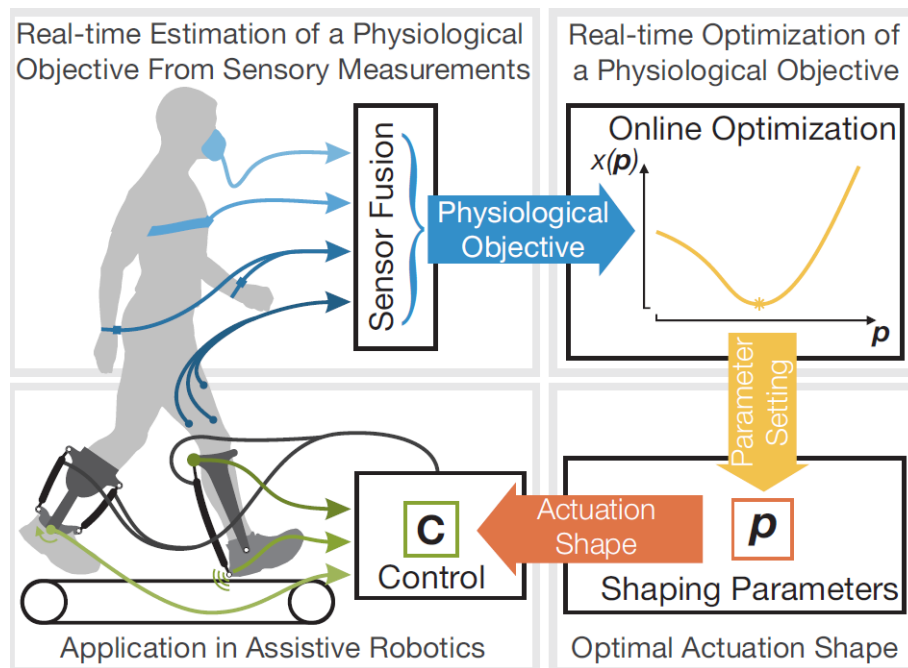 Real-time Estimation of a Physiological
Objective From Sensory Measurements
Sensor Fusion
Physiological
Objective
Real-time Optimization of
a Physiological Objective
Online Optimization
x(p)
p
Parameter
Setting
C
Control
Application in Assistive Robotics
Actuation
Shape
p
Shaping Parameters
Optimal Actuation Shape